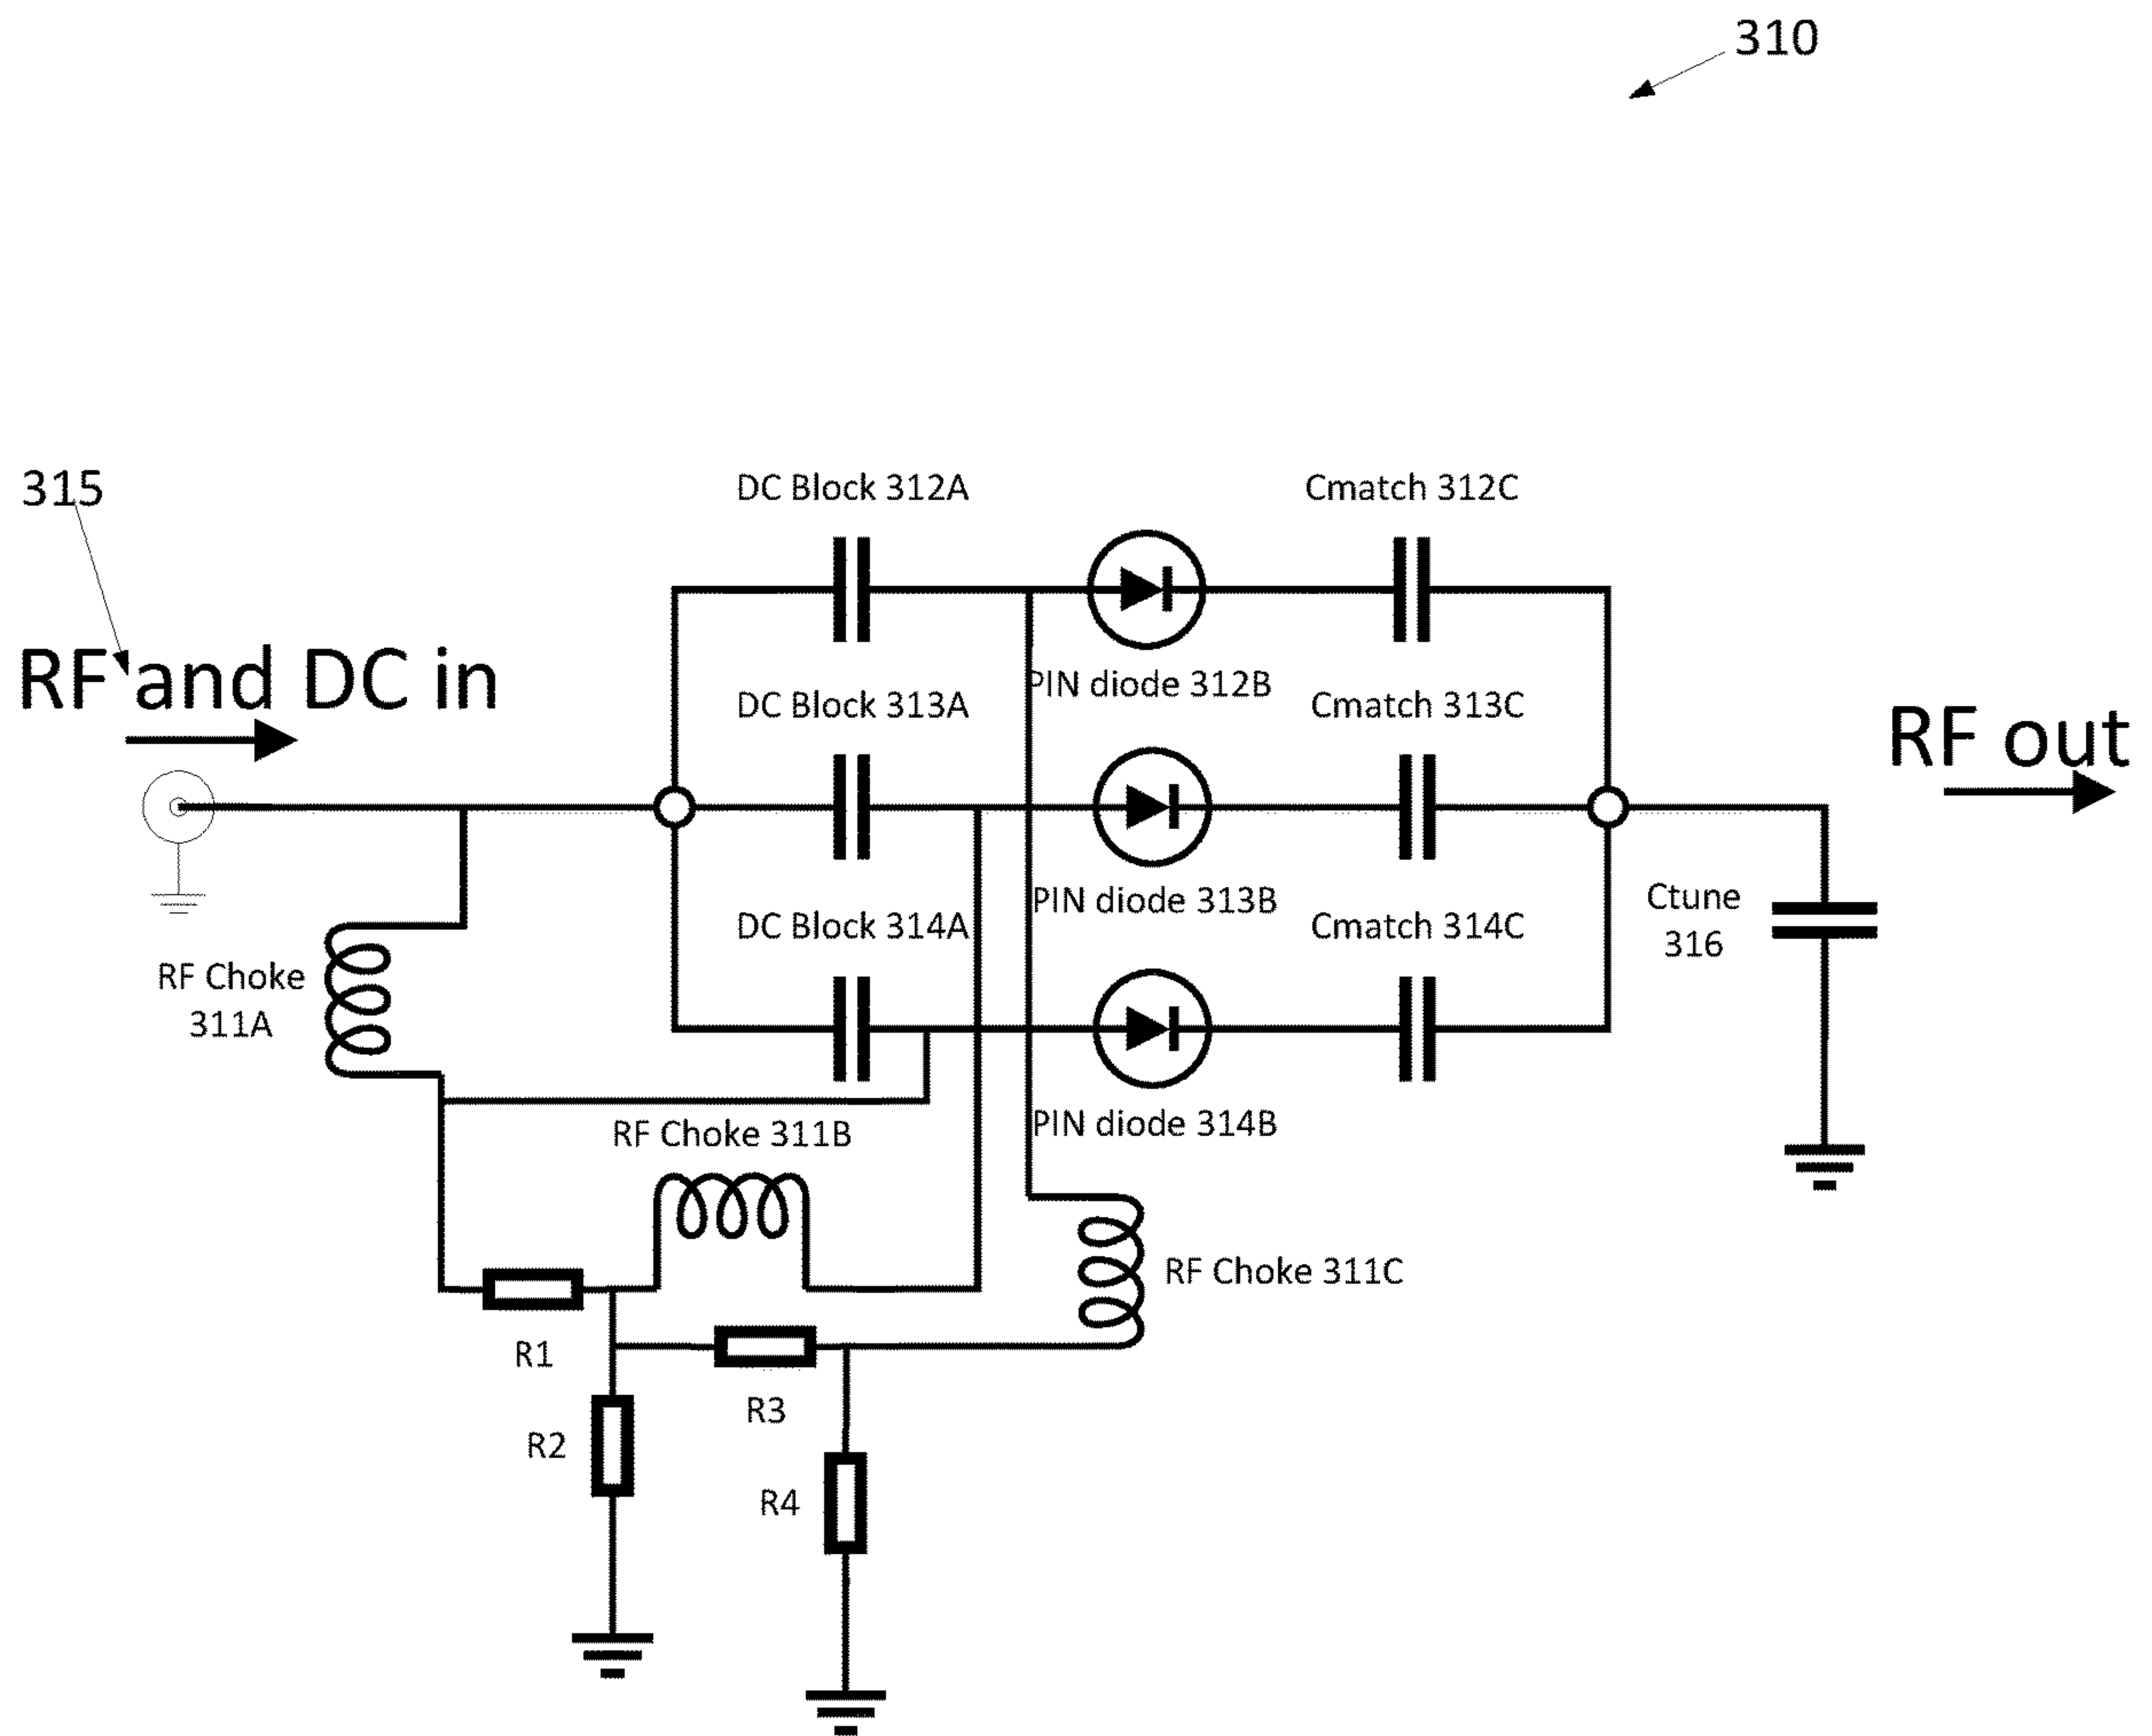 310
315
DC Block 312A
Cmatch 312C
RF and DC in
PIN diode 312B
DC Block 313A
Cmatch 313C
RF out
PIN diode 313B
Ctune
316
DC Block 314A
Cmatch 314C
RF Choke
311A
RF Choke 311B
PIN diode 314B
RF Choke 311C
R1
R3
R2
R4